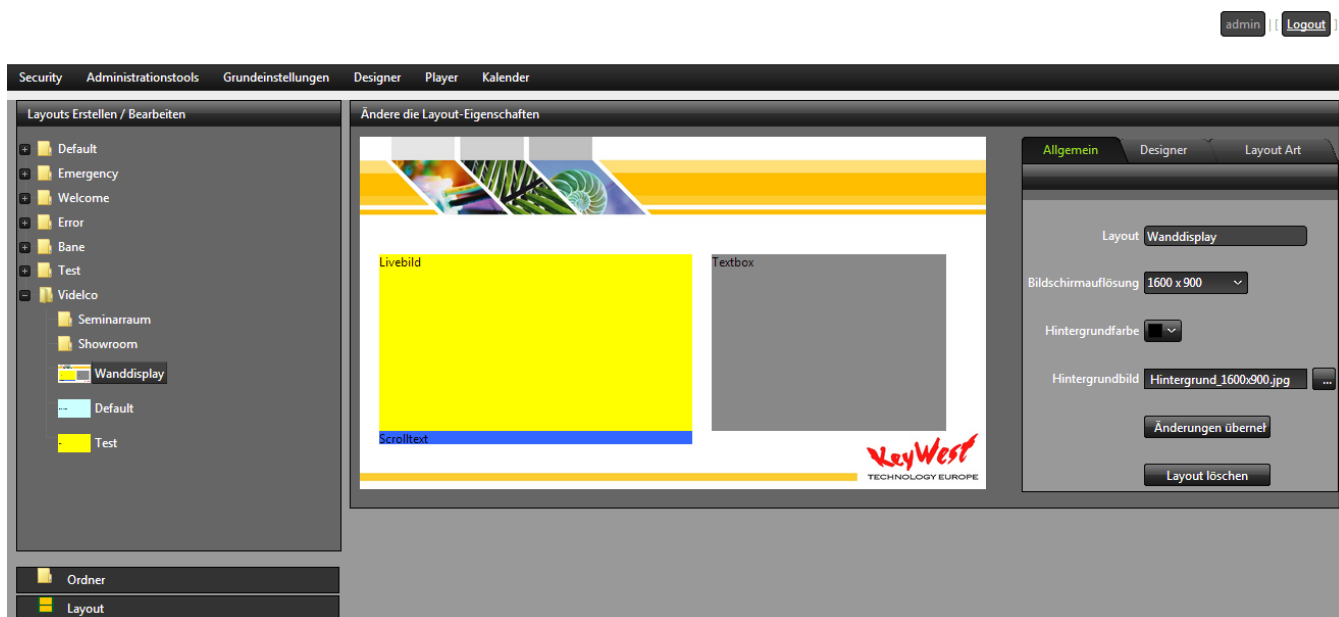 admin | [ Logout ]
Security Administrationstools Grundeinstellungen Designer Player Kalender
Layouts Erstellen / Bearbeiten
Default
Emergency
Welcome
Error
Bane
Test
Videlco
Seminarraum
Showroom
Wanddisplay
Default
Test
Ordner
Layout
Ändere die Layout-Eigenschaften
Livebild
Textbox
Scrolltext
KeyWest
TECHNOLOGY EUROPE
Allgemein Designer Layout Art
Layout Wanddisplay
Bildschirmauflösung 1600 x 900
Hintergrundfarbe
Hintergrundbild Hintergrund_1600x900.jpg ...
Änderungen überneh
Layout löschen